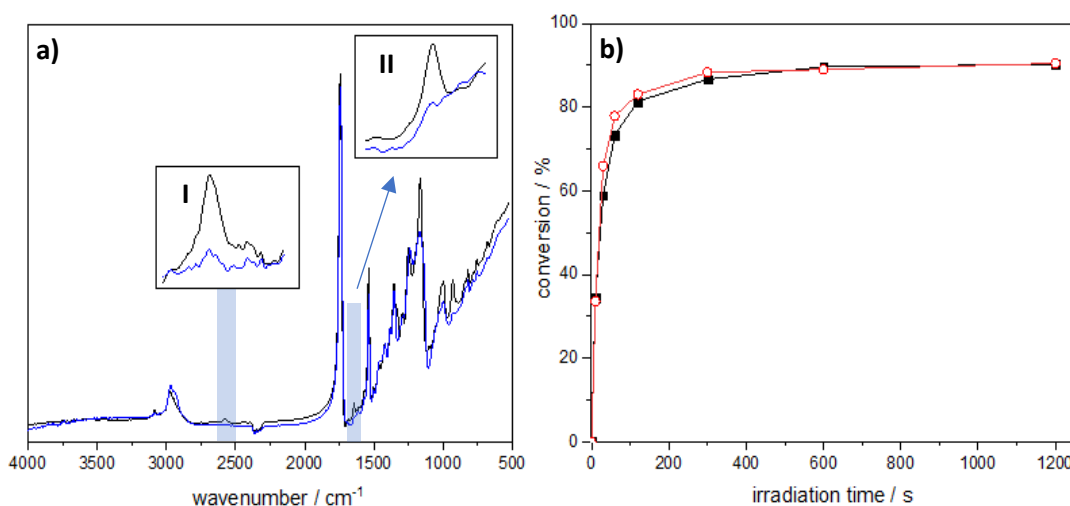 a)
I
II
4000 3500 3000 2500 2000 1500 1000 500
wavenumber / cm-1
b)
conversion / %
100
80
60
40
20
0
0 200 400 600 800 1000 1200
irradiation time / s